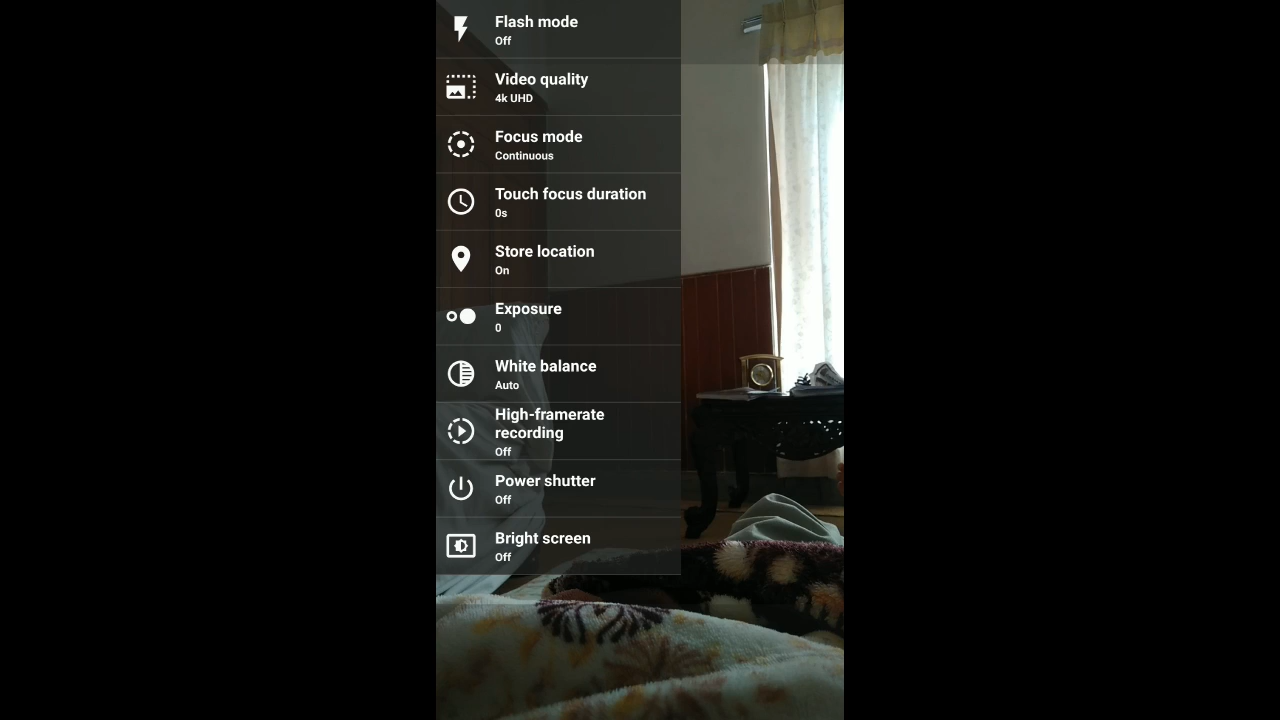 Flash mode
Off
Video quality
4k UHD
Focus mode
Continuous
Touch focus duration
0s
Store location
On
Exposure
0
White balance
Auto
High-framerate
recording
Off
Power shutter
Off
Bright screen
Off